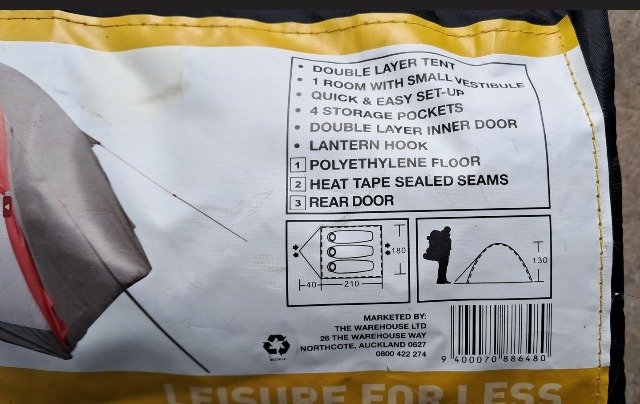 • DOUBLE LAYER TENT
• 1 ROOM WITH SMALL VESTIBULE
• QUICK & EASY SET-UP
• 4 STORAGE POCKETS
• DOUBLE LAYER INNER DOOR
• LANTERN HOOK
1 POLYETHYLENE FLOOR
2 HEAT TAPE SEALED SEAMS
3 REAR DOOR
180
40 210
130
MARKETED BY:
THE WAREHOUSE LTD
26 THE WAREHOUSE WAY
NORTHCOTE, AUCKLAND 0627
0800 422 274
9 400070 886480
LEISURE FOR LESS